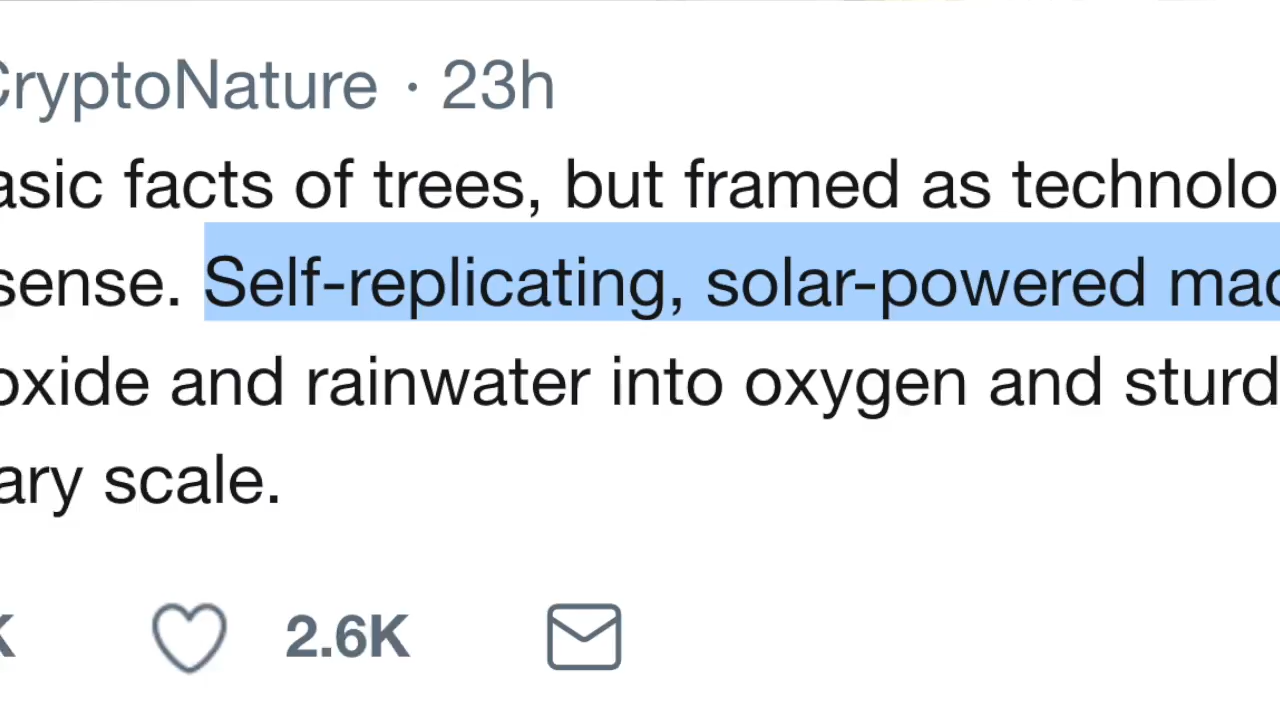 CryptoNature · 23h
asic facts of trees, but framed as technolo
sense. Self-replicating, solar-powered mac
oxide and rainwater into oxygen and sturd
ary scale.
K 2.6K